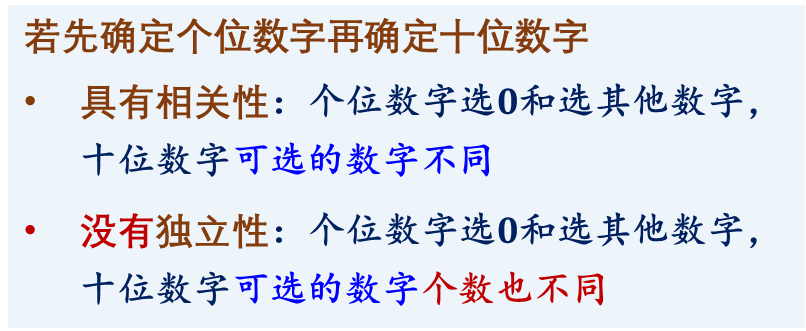 若先确定个位数字再确定十位数字
• 具有相关性：个位数字选0和选其他数字，
十位数字可选的数字不同
• 没有独立性：个位数字选0和选其他数字，
十位数字可选的数字个数也不同